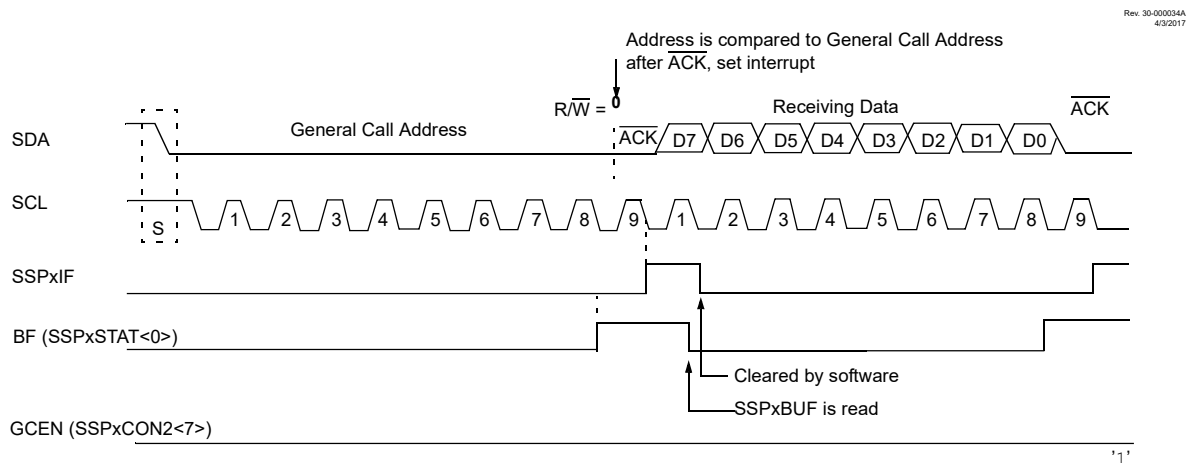 Rev. 30-000034A
4/3/2017
Address is compared to General Call Address
after ACK, set interrupt
R/W = 0
Receiving Data
ACK
SDA
General Call Address
ACK
D7 D6 D5 D4 D3 D2 D1 D0
SCL
S
1 2 3 4 5 6 7 8 9 1 2 3 4 5 6 7 8 9
SSPxIF
BF (SSPxSTAT<0>)
Cleared by software
SSPxBUF is read
GCEN (SSPxCON2<7>)
'1'